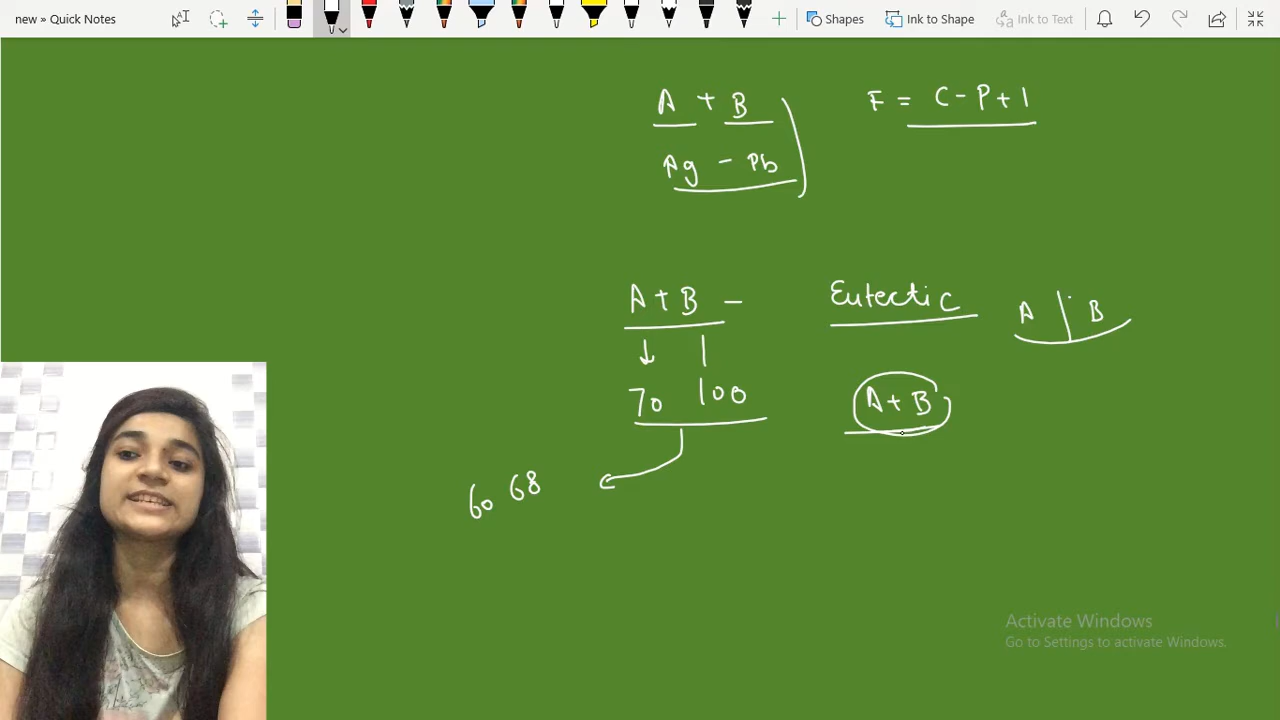 new » Quick Notes
Shapes
Ink to Shape
Ink to Text
A + B
F = C - P + 1
Ag - Pb
A + B -
Eutectic
A | B
70 100
A + B
60 68
Activate Windows
Go to Settings to activate Windows.